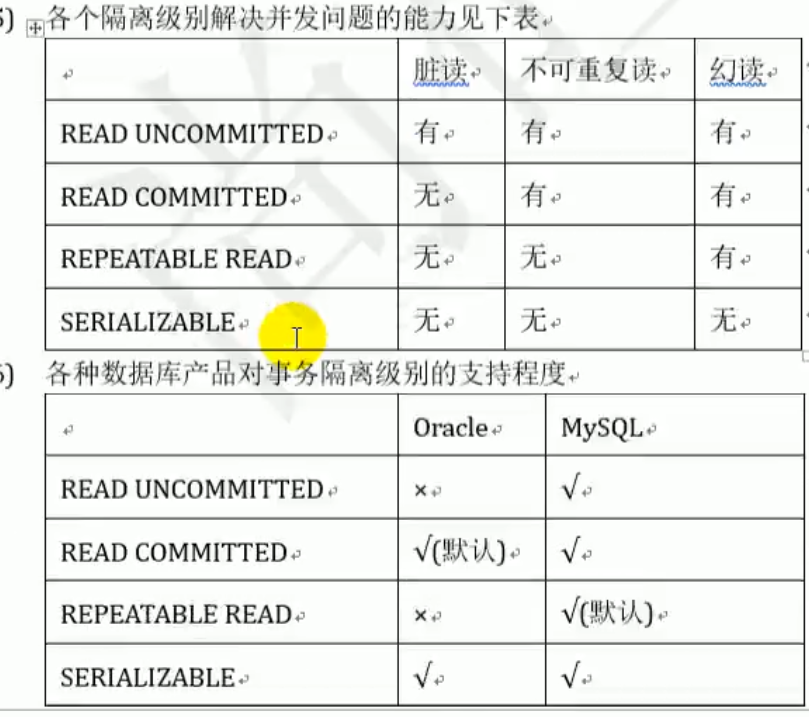 5) 各个隔离级别解决并发问题的能力见下表
脏读 不可重复读 幻读
READ UNCOMMITTED 有 有 有
READ COMMITTED 无 有 有
REPEATABLE READ 无 无 有
SERIALIZABLE 无 无 无
6) 各种数据库产品对事务隔离级别的支持程度
Oracle MySQL
READ UNCOMMITTED × √
READ COMMITTED √(默认) √
REPEATABLE READ × √(默认)
SERIALIZABLE √ √